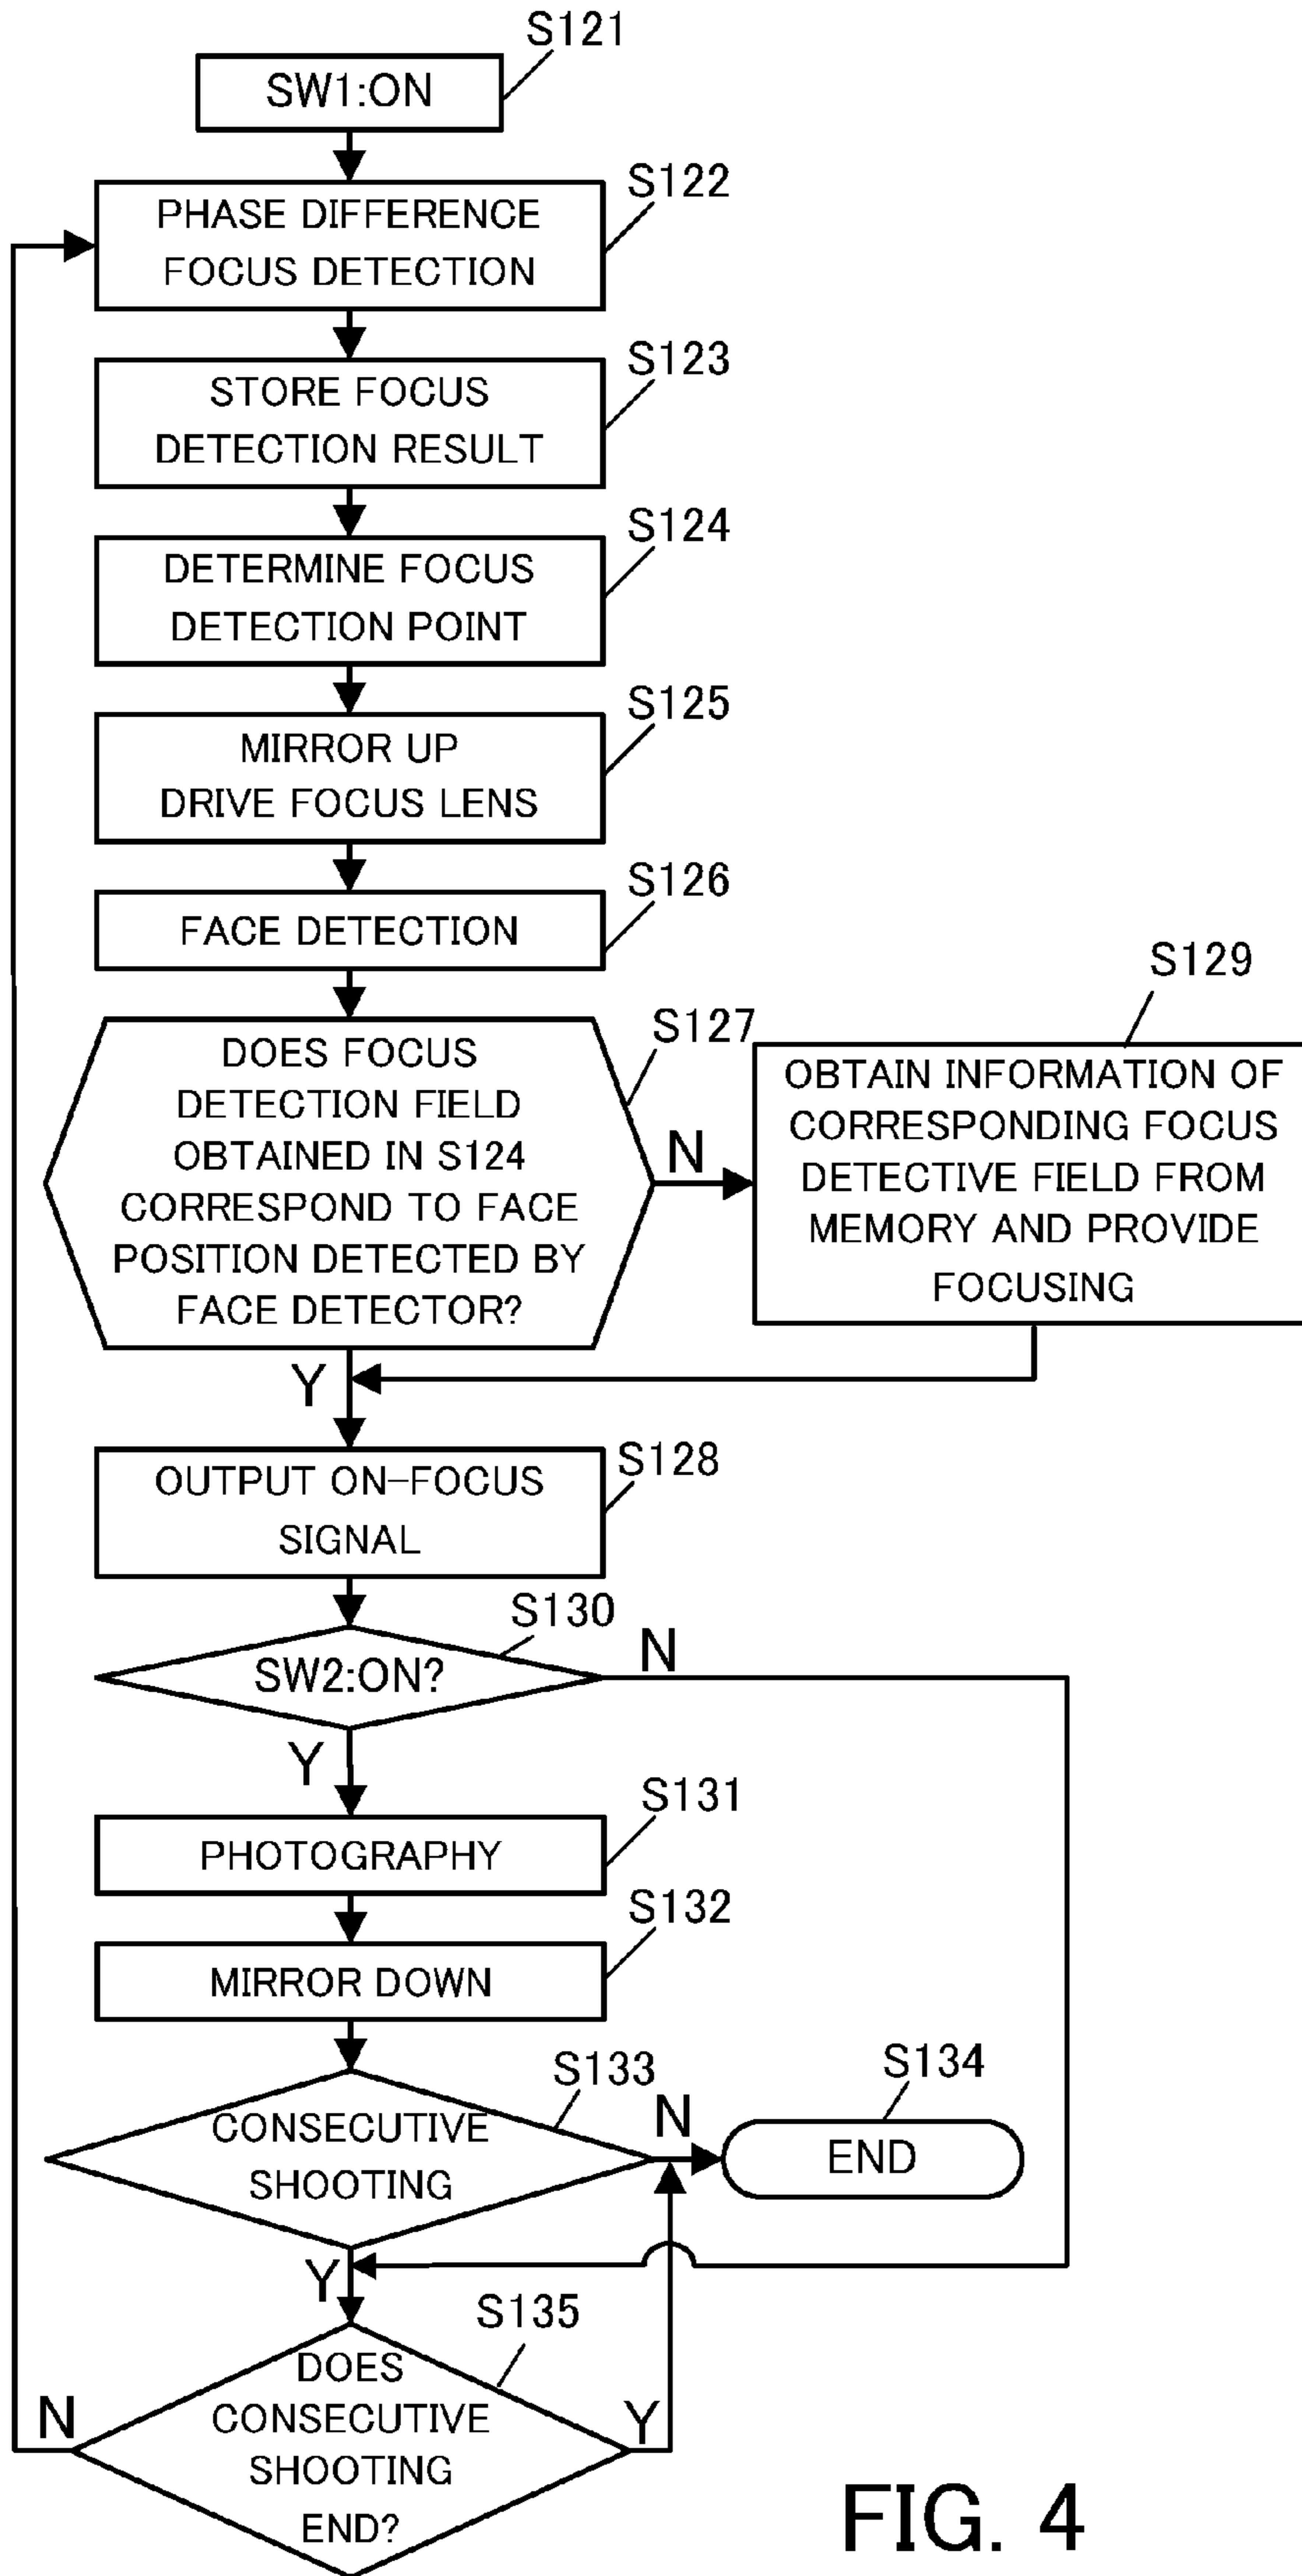 S121
SW1:ON
S122
PHASE DIFFERENCE
FOCUS DETECTION
S123
STORE FOCUS
DETECTION RESULT
S124
DETERMINE FOCUS
DETECTION POINT
S125
MIRROR UP
DRIVE FOCUS LENS
S126
FACE DETECTION
S127
DOES FOCUS
DETECTION FIELD
OBTAINED IN S124
CORRESPOND TO FACE
POSITION DETECTED BY
FACE DETECTOR?
N
S129
OBTAIN INFORMATION OF
CORRESPONDING FOCUS
DETECTIVE FIELD FROM
MEMORY AND PROVIDE
FOCUSING
Y
S128
OUTPUT ON-FOCUS
SIGNAL
S130
SW2:ON?
N
Y
S131
PHOTOGRAPHY
S132
MIRROR DOWN
S133
CONSECUTIVE
SHOOTING
N
S134
END
Y
S135
DOES
CONSECUTIVE
SHOOTING
END?
N
Y
FIG. 4